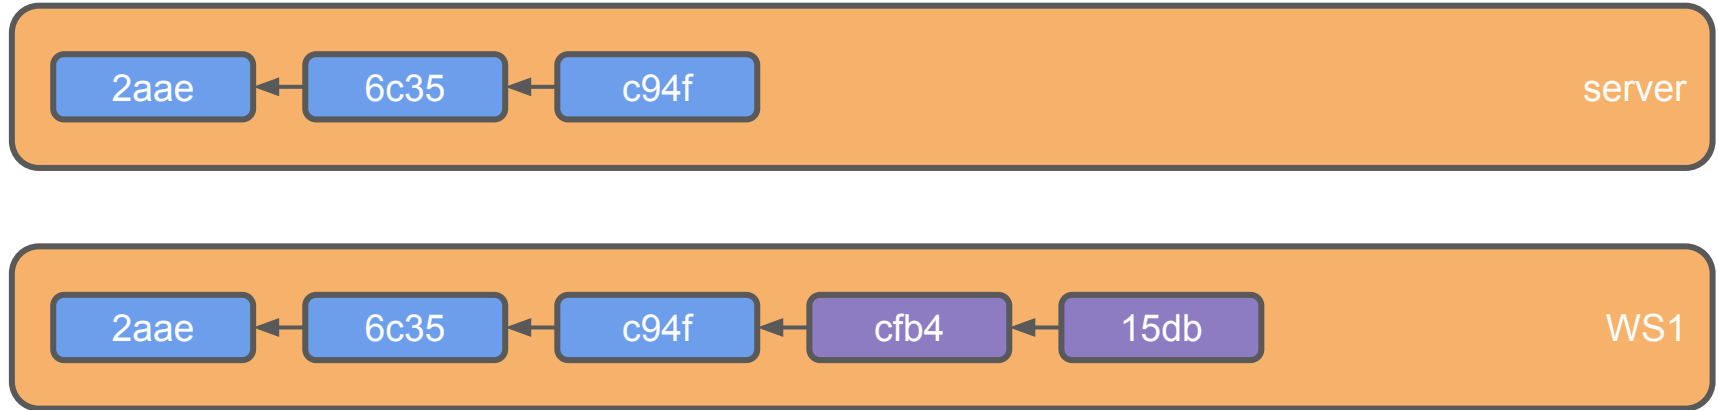 2aae 6c35 c94f server
2aae 6c35 c94f cfb4 15db WS1